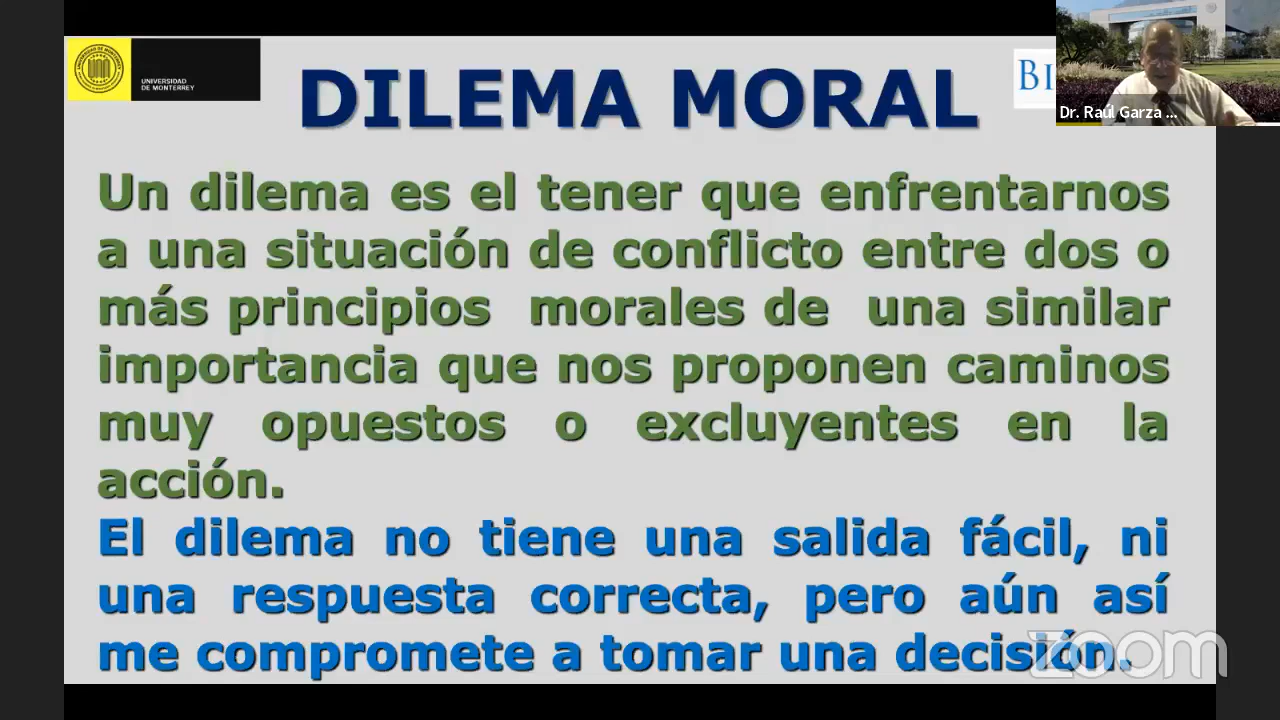 UNIVERSIDAD
DE MONTERREY
DILEMA MORAL
Dr. Raúl Garza ...
Un dilema es el tener que enfrentarnos
a una situación de conflicto entre dos o
más principios morales de una similar
importancia que nos proponen caminos
muy opuestos o excluyentes en la
acción.
El dilema no tiene una salida fácil, ni
una respuesta correcta, pero aún así
me compromete a tomar una decisión.
zoom